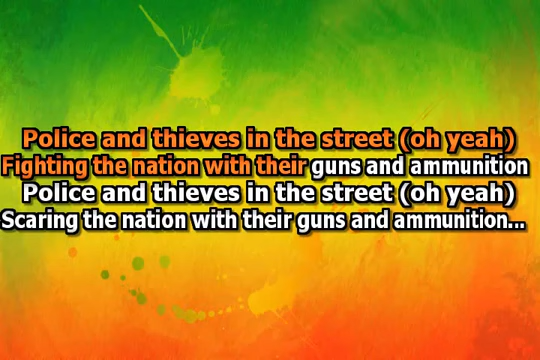 Police and thieves in the street (oh yeah)
Fighting the nation with their guns and ammunition
Police and thieves in the street (oh yeah)
Scaring the nation with their guns and ammunition...